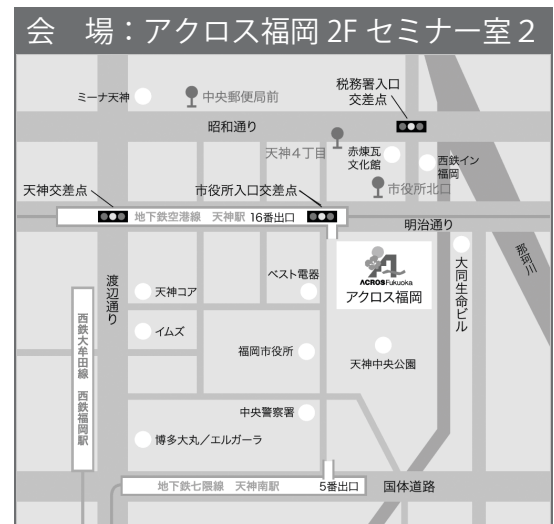 会 場：アクロス福岡 2F セミナー室２
ミーナ天神
中央郵便局前
税務署入口
交差点
昭和通り
天神４丁目
赤煉瓦
文化館
西鉄イン
福岡
市役所北口
天神交差点
市役所入口交差点
地下鉄空港線 天神駅 16番出口
明治通り
那珂川
渡辺通り
ベスト電器
ACROS Fukuoka
アクロス福岡
大同生命ビル
天神コア
イムズ
西鉄大牟田線 西鉄福岡駅
福岡市役所
天神中央公園
中央警察署
博多大丸／エルガーラ
地下鉄七隈線 天神南駅 5番出口
国体道路